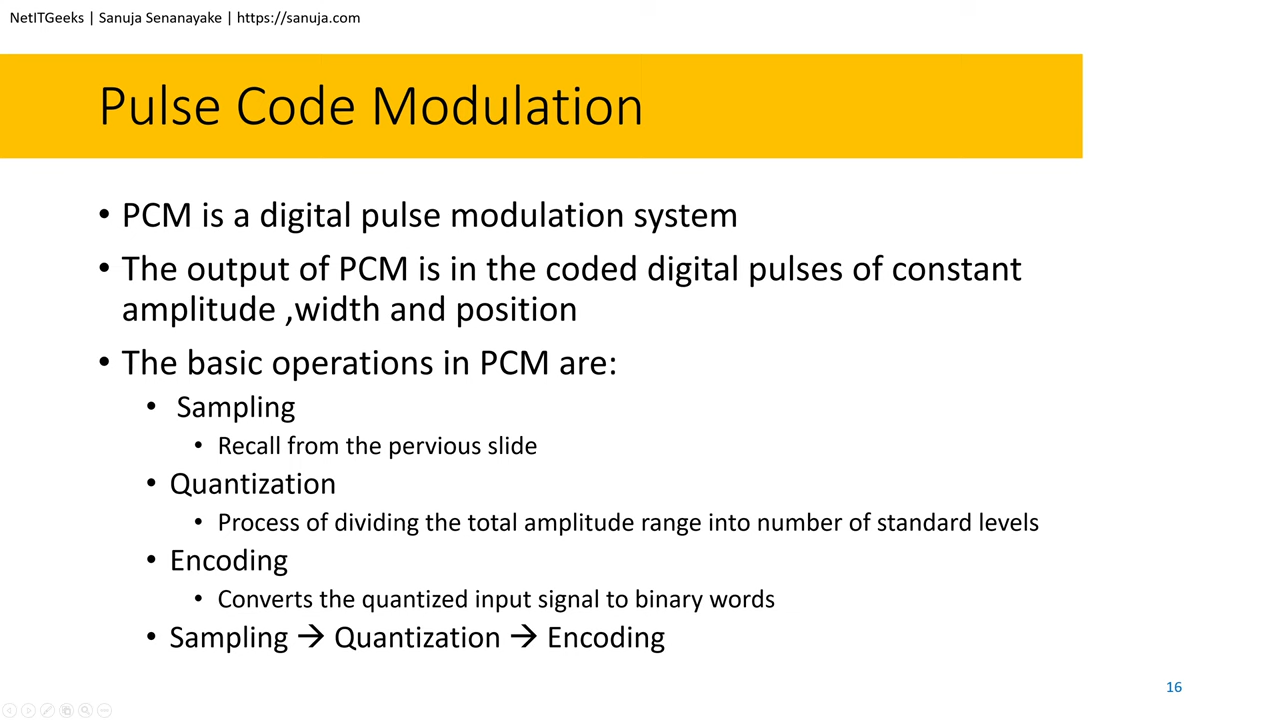 NetITGeeks | Sanuja Senanayake | https://sanuja.com
Pulse Code Modulation
• PCM is a digital pulse modulation system
• The output of PCM is in the coded digital pulses of constant
amplitude ,width and position
• The basic operations in PCM are:
• Sampling
• Recall from the pervious slide
• Quantization
• Process of dividing the total amplitude range into number of standard levels
• Encoding
• Converts the quantized input signal to binary words
• Sampling → Quantization → Encoding
16